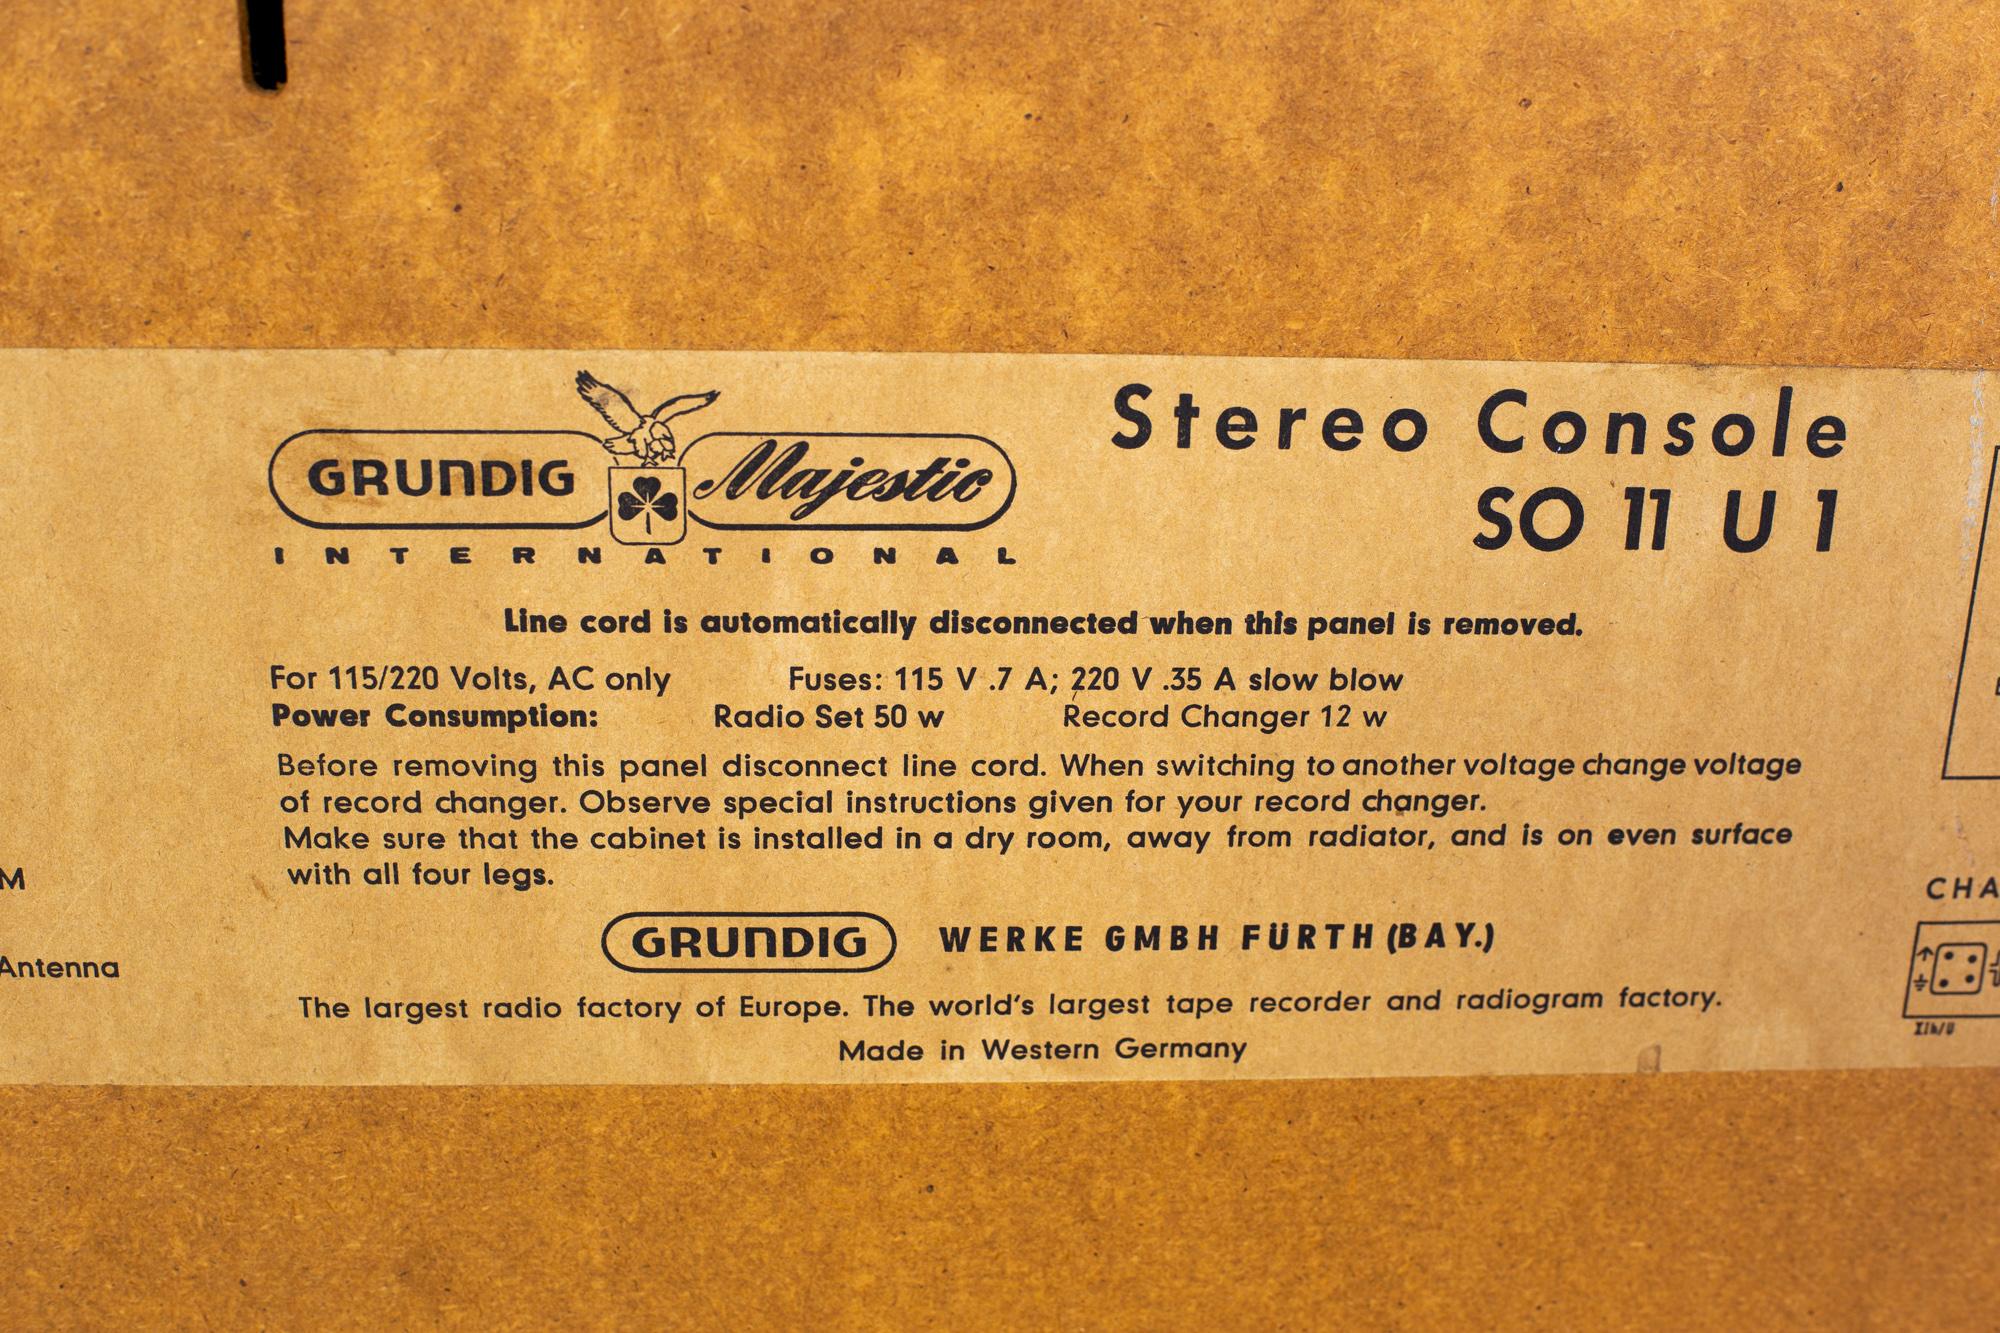 GRUNDIG Majestic
INTERNATIONAL
Stereo Console
SO 11 U 1
Line cord is automatically disconnected when this panel is removed.
For 115/220 Volts, AC only Fuses: 115 V .7 A; 220 V .35 A slow blow
Power Consumption: Radio Set 50 w Record Changer 12 w
Before removing this panel disconnect line cord. When switching to another voltage change voltage
of record changer. Observe special instructions given for your record changer.
Make sure that the cabinet is installed in a dry room, away from radiator, and is on even surface
with all four legs.
GRUNDIG WERKE GMBH FÜRTH (BAY.)
The largest radio factory of Europe. The world's largest tape recorder and radiogram factory.
Made in Western Germany
M
Antenna
CHA